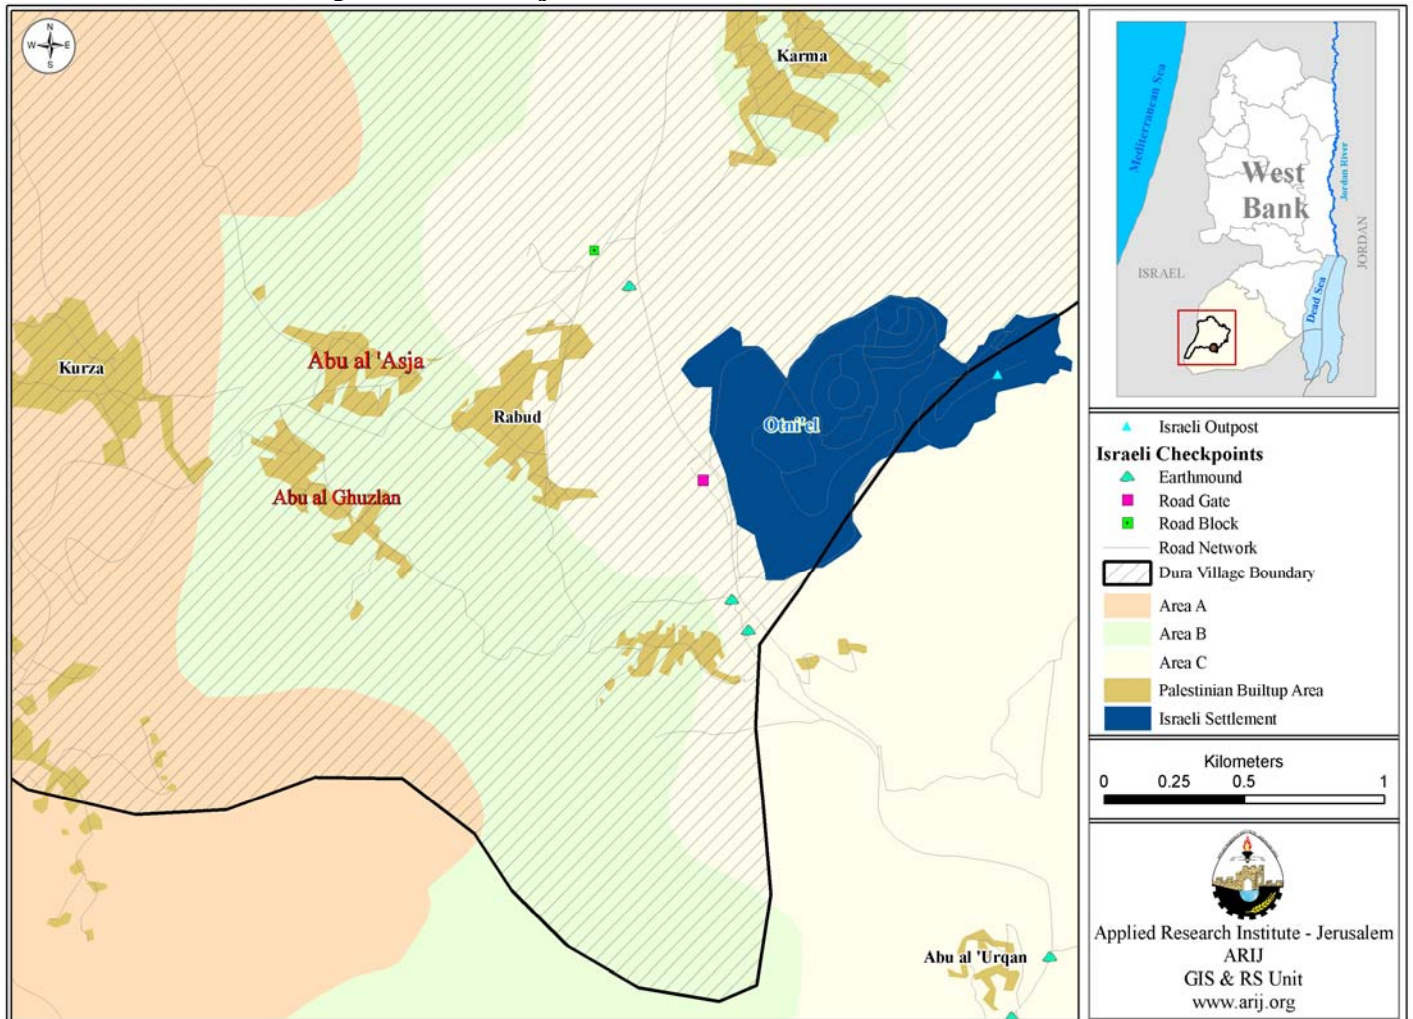 N
W
E
S
Karma
Kurza
Abu al 'Asja
Rabud
Otni'el
Abu al Ghuzlan
Abu al 'Urqan
Mediterranean Sea
West
Bank
Jordan River
JORDAN
ISRAEL
Dead Sea
Israeli Outpost
Israeli Checkpoints
Earthmound
Road Gate
Road Block
Road Network
Dura Village Boundary
Area A
Area B
Area C
Palestinian Builtup Area
Israeli Settlement
Kilometers
0 0.25 0.5 1
Applied Research Institute - Jerusalem
ARIJ
GIS & RS Unit
www.arij.org